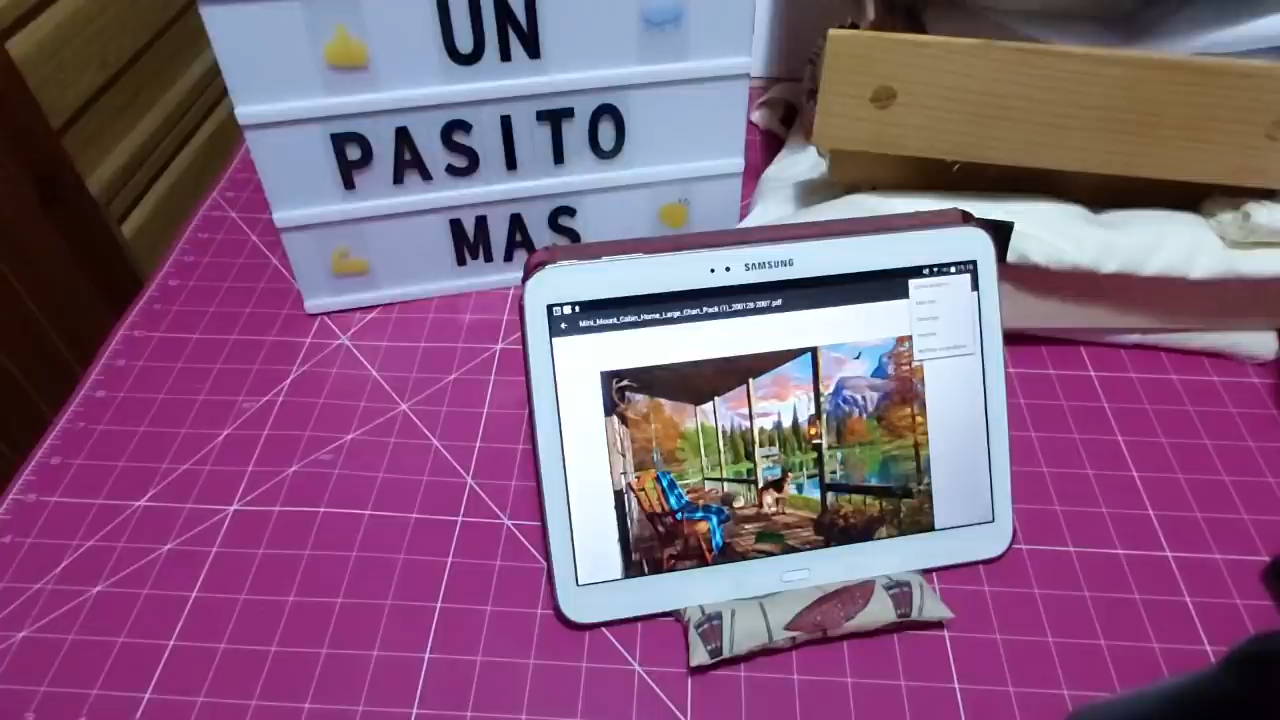 UN
PASITO
MAS
SAMSUNG
Mini_Mount_Cabin_Home_Large_Chart_Pack (1)_200128-2007.pdf